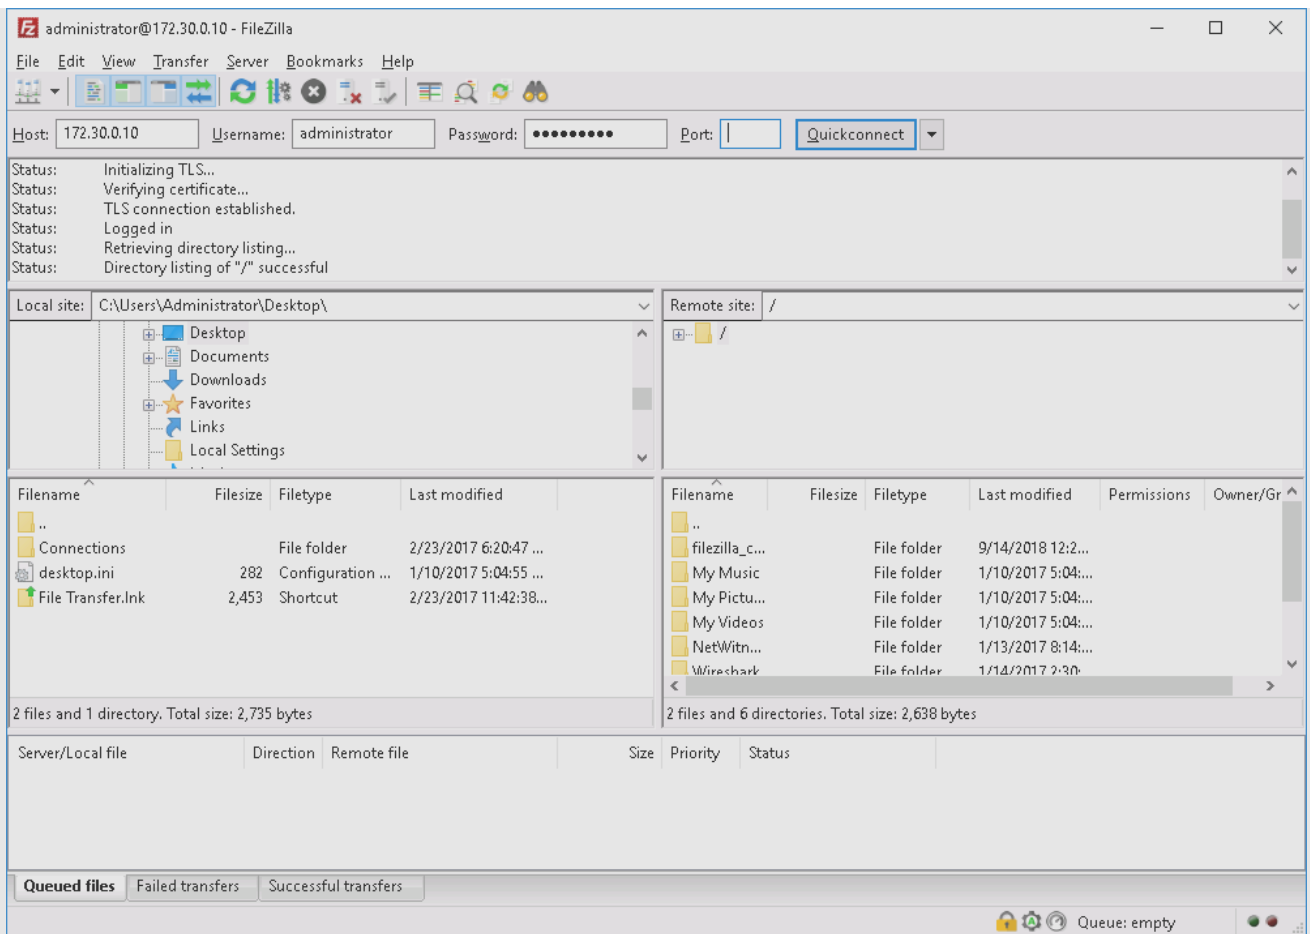 administrator@172.30.0.10 - FileZilla
File Edit View Transfer Server Bookmarks Help
Host: 172.30.0.10 Username: administrator Password: ●●●●●●●●● Port: Quickconnect
Status: Initializing TLS...
Status: Verifying certificate...
Status: TLS connection established.
Status: Logged in
Status: Retrieving directory listing...
Status: Directory listing of "/" successful
Local site: C:\Users\Administrator\Desktop\
Desktop
Documents
Downloads
Favorites
Links
Local Settings
Remote site: /
/
Filename Filesize Filetype Last modified
..
Connections File folder 2/23/2017 6:20:47 ...
desktop.ini 282 Configuration ... 1/10/2017 5:04:55 ...
File Transfer.lnk 2,453 Shortcut 2/23/2017 11:42:38...
2 files and 1 directory. Total size: 2,735 bytes
Filename Filesize Filetype Last modified Permissions Owner/Gr
..
filezilla_c... File folder 9/14/2018 12:2...
My Music File folder 1/10/2017 5:04:...
My Pictu... File folder 1/10/2017 5:04:...
My Videos File folder 1/10/2017 5:04:...
NetWitn... File folder 1/13/2017 8:14:...
Wireshark File folder 1/14/2017 2:30:
2 files and 6 directories. Total size: 2,638 bytes
Server/Local file Direction Remote file Size Priority Status
Queued files Failed transfers Successful transfers
Queue: empty